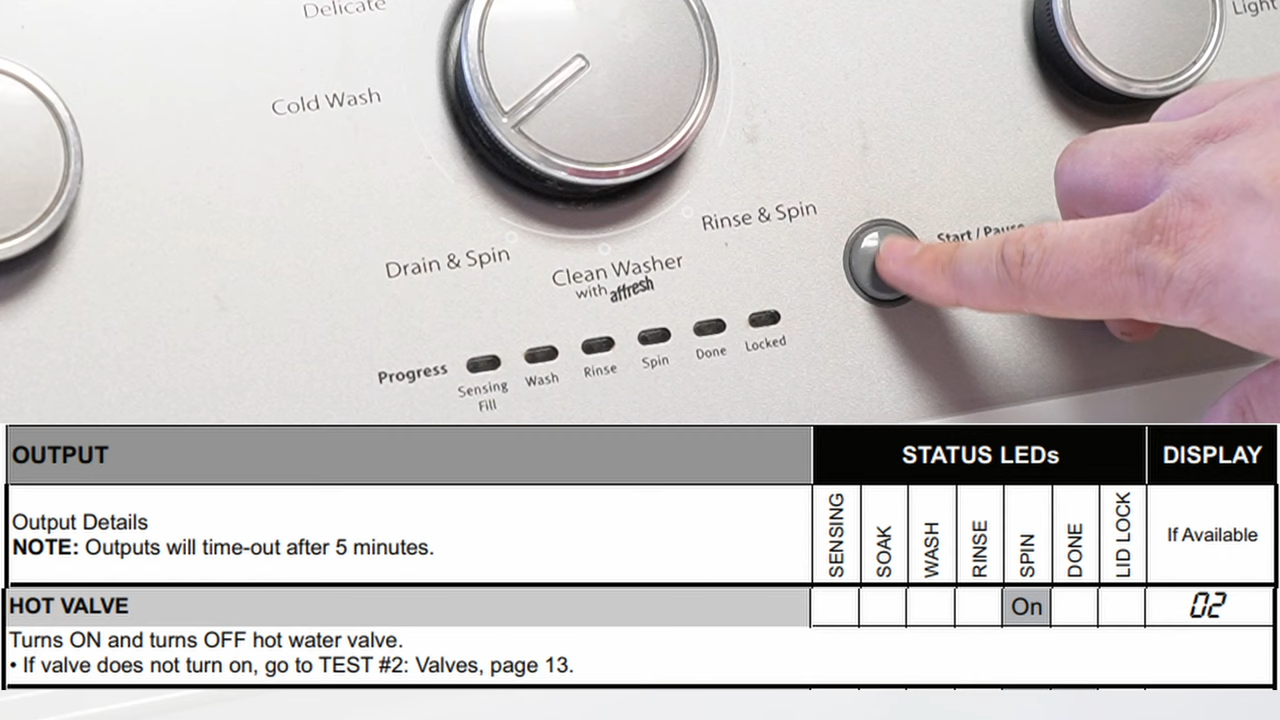 Delicate
Light
Cold Wash
Rinse & Spin
Start / Pause
Drain & Spin
Clean Washer
with affresh
Progress
Sensing
Fill
Wash
Rinse
Spin
Done
Locked
OUTPUT
STATUS LEDs
DISPLAY
Output Details
NOTE: Outputs will time-out after 5 minutes.
SENSING
SOAK
WASH
RINSE
SPIN
DONE
LID LOCK
If Available
HOT VALVE
On
02
Turns ON and turns OFF hot water valve.
• If valve does not turn on, go to TEST #2: Valves, page 13.